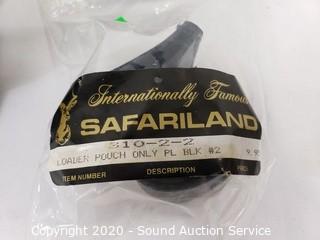 Internationally Famous
SAFARILAND
310-2-2
LOADER POUCH ONLY PL BLK #2
ITEM NUMBER DESCRIPTION PRICE
Copyright 2020 - Sound Auction Service